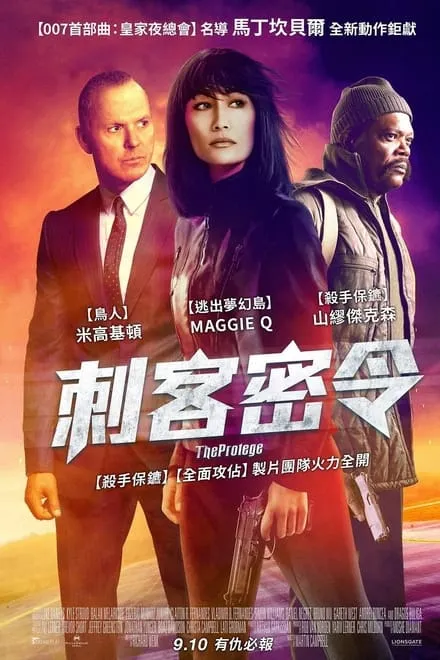 【007首部曲:皇家夜總會】名導 馬丁坎貝爾 全新動作鉅獻
【鳥人】
米高基頓
【逃出夢幻島】
MAGGIE Q
【殺手保鑣】
山繆傑克森
刺客密令
TheProtege
【殺手保鑣】【全面攻佔】製片團隊火力全開
9.10 有仇必報
LIONSGATE